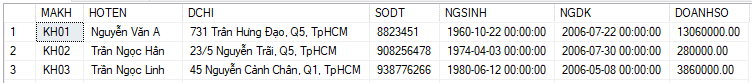 MAKH HOTEN DCHI SODT NGSINH NGDK DOANHSO
1 KH01 Nguyễn Văn A 731 Trần Hưng Đạo, Q5, TpHCM 8823451 1960-10-22 00:00:00 2006-07-22 00:00:00 13060000.00
2 KH02 Trần Ngọc Hân 23/5 Nguyễn Trãi, Q5, TpHCM 908256478 1974-04-03 00:00:00 2006-07-30 00:00:00 280000.00
3 KH03 Trần Ngọc Linh 45 Nguyễn Cảnh Chân, Q1, TpHCM 938776266 1980-06-12 00:00:00 2006-05-08 00:00:00 3860000.00